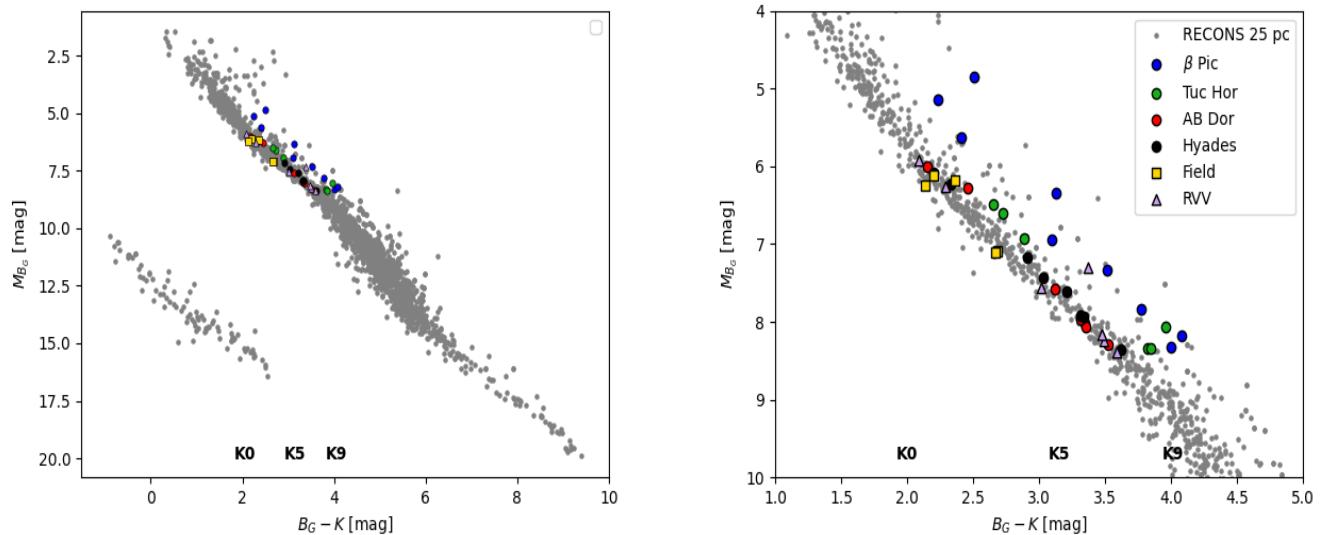 2.5
5.0
7.5
10.0
12.5
15.0
17.5
20.0
M_{B_G} [mag]
K0 K5 K9
0 2 4 6 8 10
B_G − K [mag]
4
5
6
7
8
9
10
M_{B_G} [mag]
RECONS 25 pc
β Pic
Tuc Hor
AB Dor
Hyades
Field
RVV
K0 K5 K9
1.0 1.5 2.0 2.5 3.0 3.5 4.0 4.5 5.0
B_G − K [mag]